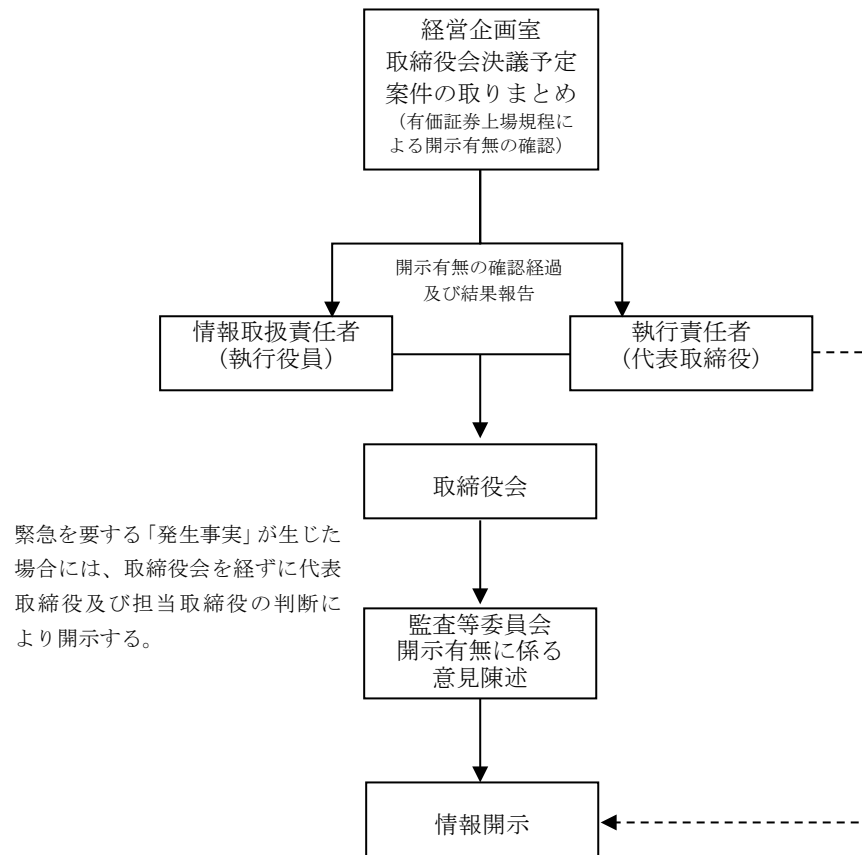 経営企画室
取締役会決議予定
案件の取りまとめ
（有価証券上場規程に
よる開示有無の確認）
開示有無の確認経過
及び結果報告
情報取扱責任者
（執行役員）
執行責任者
（代表取締役）
取締役会
緊急を要する「発生事実」が生じた
場合には、取締役会を経ずに代表
取締役及び担当取締役の判断に
より開示する。
監査等委員会
開示有無に係る
意見陳述
情報開示